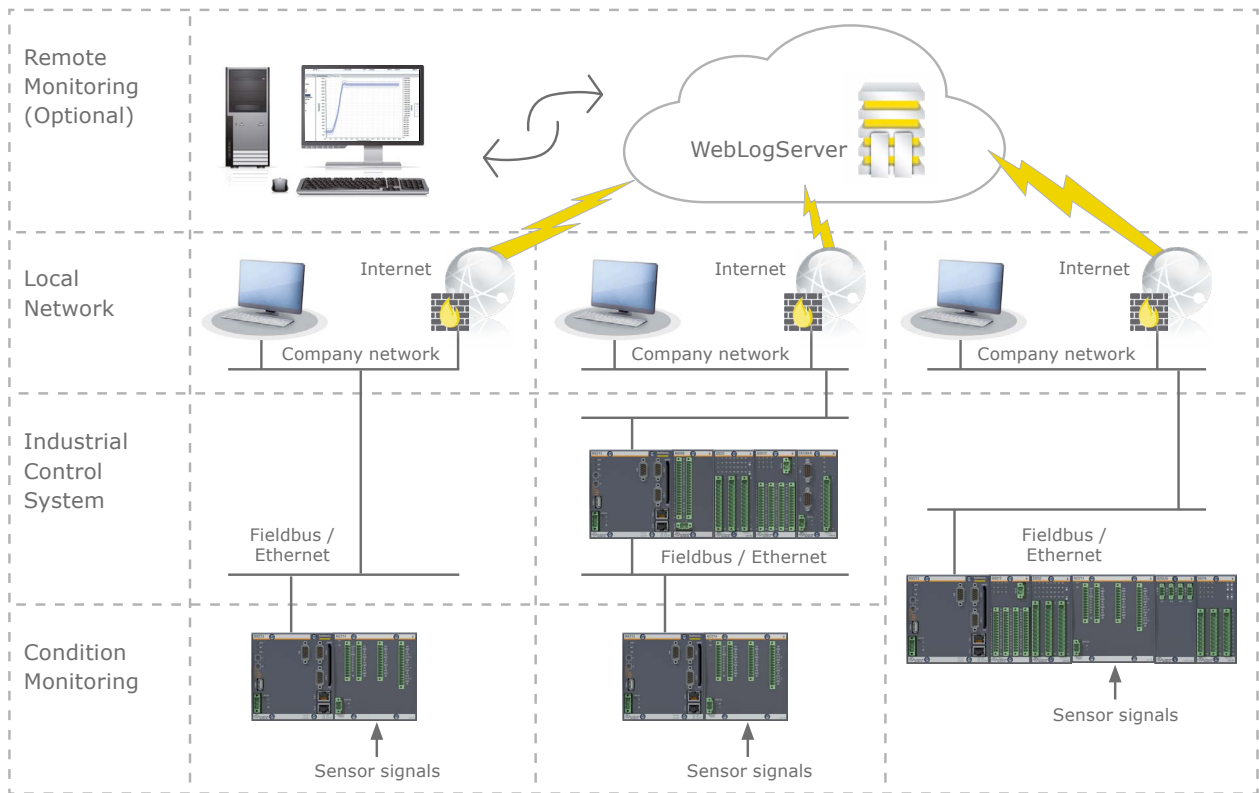 Remote
Monitoring
(Optional)
WebLogServer
Local
Network
Internet
Company network
Internet
Company network
Internet
Company network
Industrial
Control
System
Fieldbus /
Ethernet
Fieldbus / Ethernet
Fieldbus /
Ethernet
Condition
Monitoring
Sensor signals
Sensor signals
Sensor signals